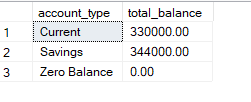 account_type total_balance
1 Current 330000.00
2 Savings 344000.00
3 Zero Balance 0.00